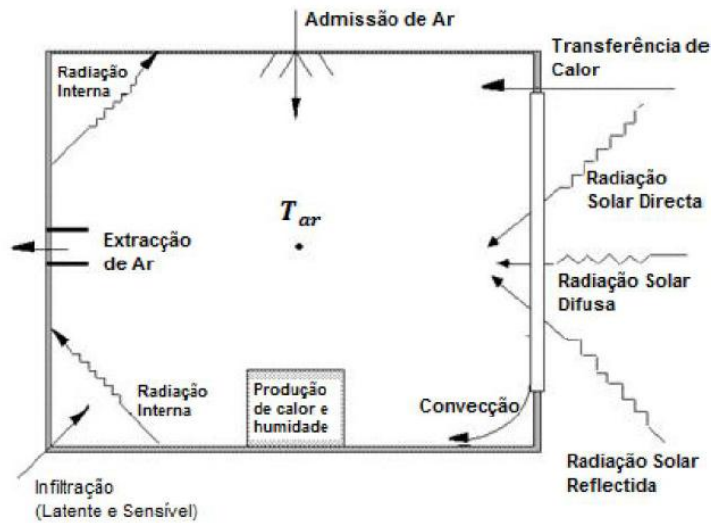 Admissão de Ar
Transferência de
Calor
Radiação
Interna
Radiação
Solar Directa
T_ar
Extracção
de Ar
Radiação Solar
Difusa
Radiação
Interna
Produção
de calor e
humidade
Convecção
Radiação Solar
Reflectida
Infiltração
(Latente e Sensível)